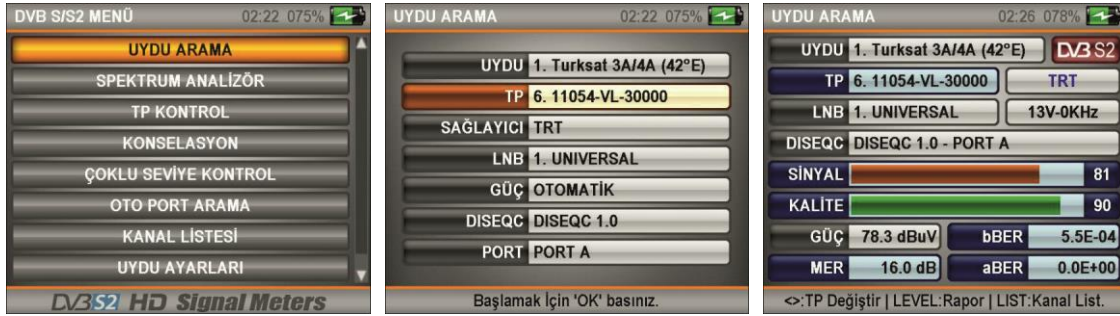 DVB S/S2 MENÜ 02:22 075%
UYDU ARAMA
SPEKTRUM ANALİZÖR
TP KONTROL
KONSELASYON
ÇOKLU SEVİYE KONTROL
OTO PORT ARAMA
KANAL LİSTESİ
UYDU AYARLARI
DVB S2 HD Signal Meters
UYDU ARAMA 02:22 075%
UYDU 1. Turksat 3A/4A (42°E)
TP 6. 11054-VL-30000
SAĞLAYICI TRT
LNB 1. UNIVERSAL
GÜÇ OTOMATİK
DISEQC DISEQC 1.0
PORT PORT A
Başlamak İçin 'OK' basınız.
UYDU ARAMA 02:26 078%
UYDU 1. Turksat 3A/4A (42°E) DVB S2
TP 6. 11054-VL-30000 TRT
LNB 1. UNIVERSAL 13V-0KHz
DISEQC DISEQC 1.0 - PORT A
SİNYAL 81
KALİTE 90
GÜÇ 78.3 dBuV bBER 5.5E-04
MER 16.0 dB aBER 0.0E+00
<>:TP Değiştir | LEVEL:Rapor | LIST:Kanal List.